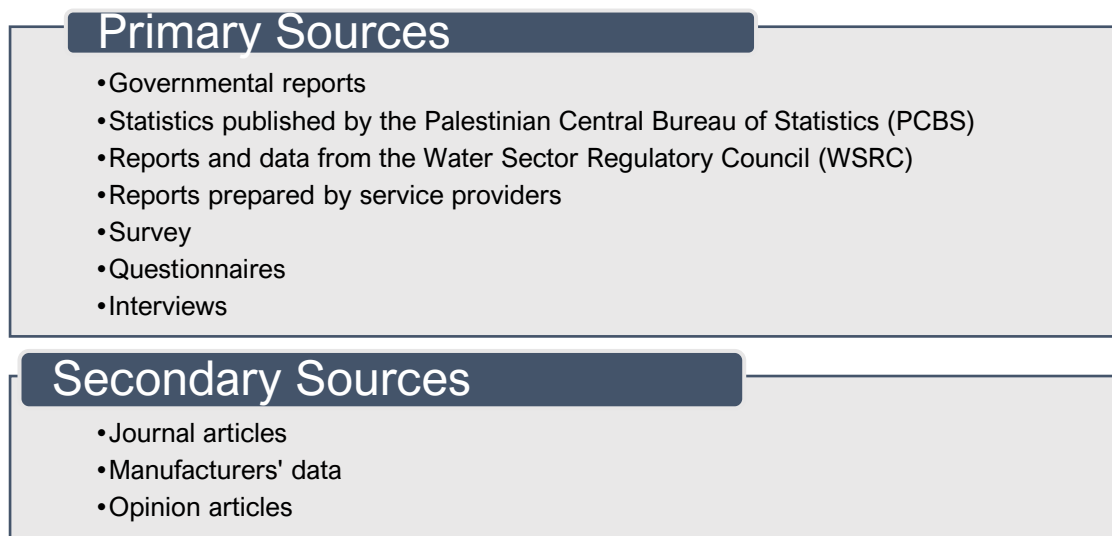 Primary Sources
•Governmental reports
•Statistics published by the Palestinian Central Bureau of Statistics (PCBS)
•Reports and data from the Water Sector Regulatory Council (WSRC)
•Reports prepared by service providers
•Survey
•Questionnaires
•Interviews
Secondary Sources
•Journal articles
•Manufacturers' data
•Opinion articles